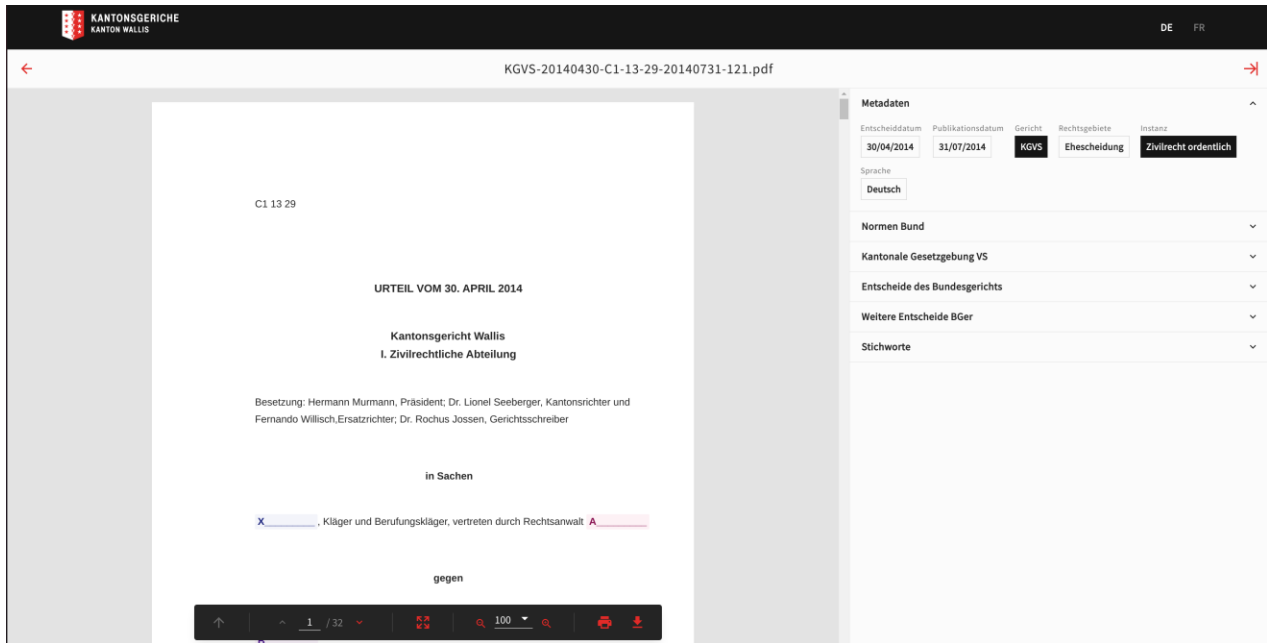 KANTONSGERICHE
KANTON WALLIS
DE FR
KGVS-20140430-C1-13-29-20140731-121.pdf
C1 13 29
URTEIL VOM 30. APRIL 2014
Kantonsgericht Wallis
I. Zivilrechtliche Abteilung
Besetzung: Hermann Murmann, Präsident; Dr. Lionel Seeberger, Kantonsrichter und
Fernando Willisch,Ersatzrichter; Dr. Rochus Jossen, Gerichtsschreiber
in Sachen
X_________ , Kläger und Berufungskläger, vertreten durch Rechtsanwalt A_________
gegen
1 / 32 100
Metadaten
Entscheiddatum Publikationsdatum Gericht Rechtsgebiete Instanz
30/04/2014 31/07/2014 KGVS Ehescheidung Zivilrecht ordentlich
Sprache
Deutsch
Normen Bund
Kantonale Gesetzgebung VS
Entscheide des Bundesgerichts
Weitere Entscheide BGer
Stichworte